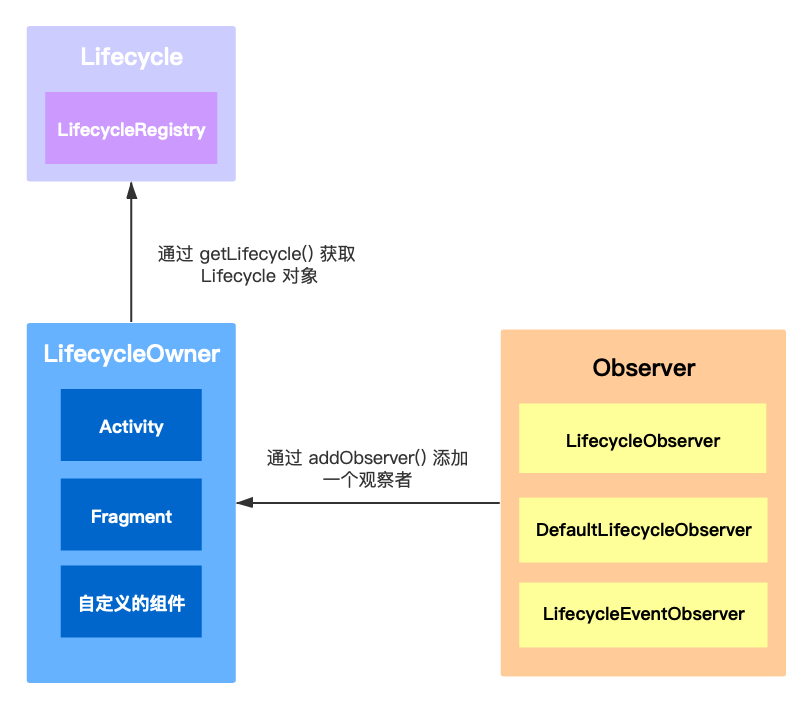 Lifecycle
LifecycleRegistry
通过 getLifecycle() 获取
Lifecycle 对象
LifecycleOwner
Activity
Fragment
自定义的组件
通过 addObserver() 添加
一个观察者
Observer
LifecycleObserver
DefaultLifecycleObserver
LifecycleEventObserver